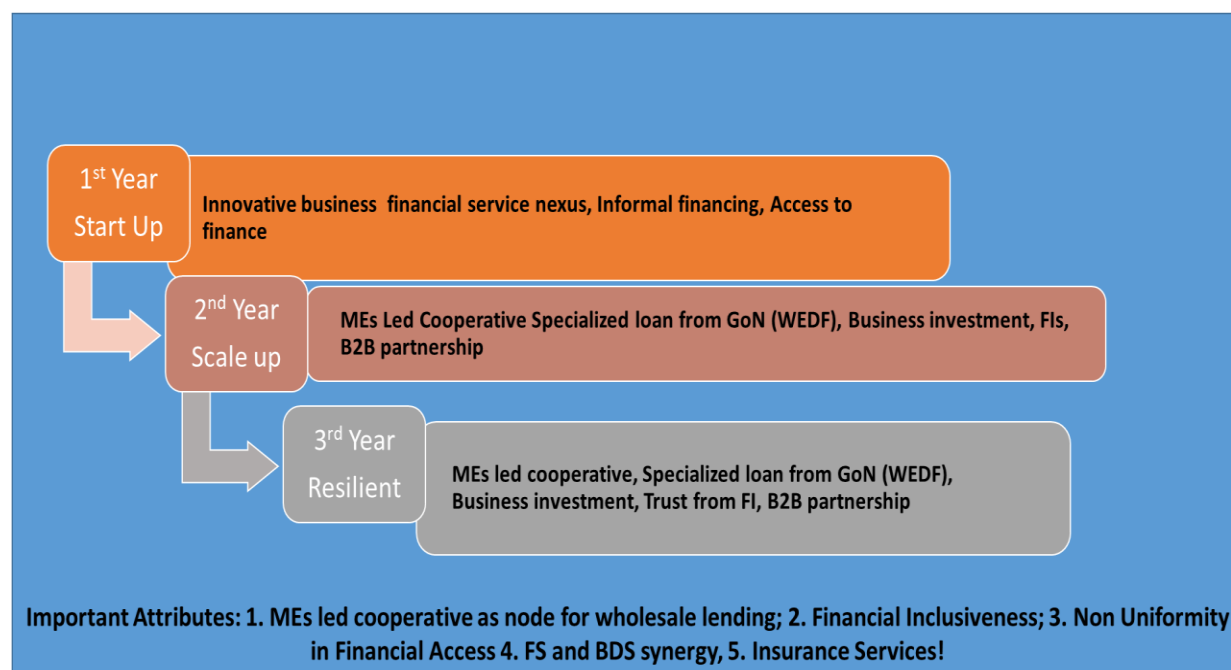 1st Year
Start Up
Innovative business financial service nexus, Informal financing, Access to
finance
2nd Year
Scale up
MEs Led Cooperative Specialized loan from GoN (WEDF), Business investment, FIs,
B2B partnership
3rd Year
Resilient
MEs led cooperative, Specialized loan from GoN (WEDF),
Business investment, Trust from FI, B2B partnership
Important Attributes: 1. MEs led cooperative as node for wholesale lending; 2. Financial Inclusiveness; 3. Non Uniformity
in Financial Access 4. FS and BDS synergy, 5. Insurance Services!